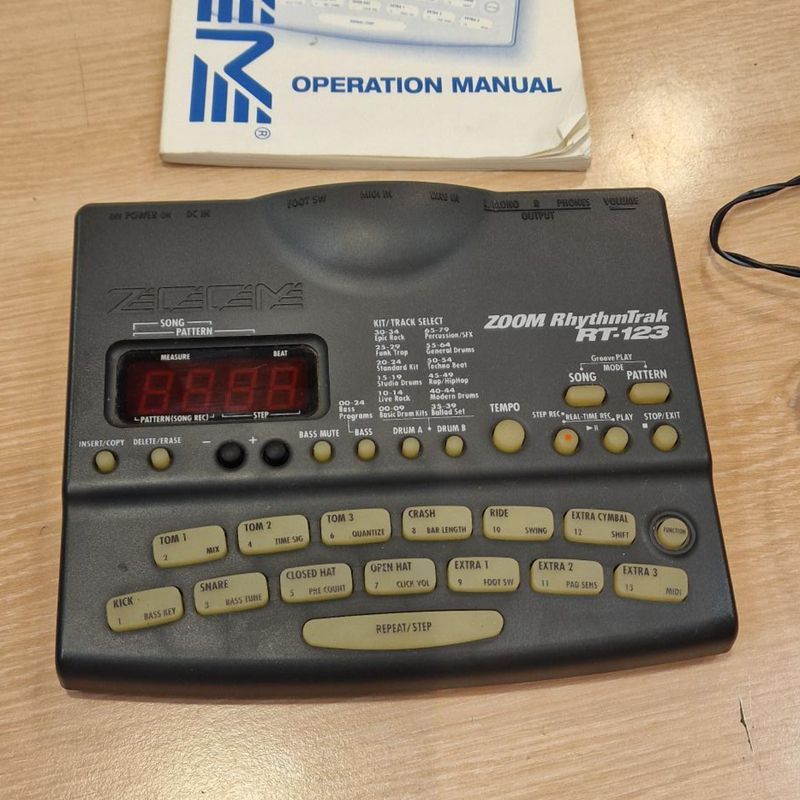 OPERATION MANUAL
®
OFF POWER ON DC IN FOOT SW MIDI IN LINE IN L/MONO R PHONES VOLUME
OUTPUT
ZOOM
ZOOM RhythmTrak
RT-123
SONG
PATTERN
MEASURE BEAT
8888
PATTERN(SONG REC) STEP
KIT/TRACK SELECT
30-34 65-79
Epic Rock Percussion/SFX
25-29 55-64
Funk Trap General Drums
20-24 50-54
Standard Kit Techno Beat
15-19 45-49
Studio Drums Rap/HipHop
10-14 40-44
Live Rock Modern Drums
00-24 00-09 35-39
Bass Programs Basic Drum Kits Ballad Set
Groove PLAY
MODE
SONG PATTERN
TEMPO
INSERT/COPY DELETE/ERASE − + BASS MUTE BASS DRUM A DRUM B
STEP REC REAL-TIME REC PLAY STOP/EXIT
TOM 1
2 MIX
TOM 2
4 TIME SIG
TOM 3
6 QUANTIZE
CRASH
8 BAR LENGTH
RIDE
10 SWING
EXTRA CYMBAL
12 SHIFT
FUNCTION
KICK
1 BASS KEY
SNARE
3 BASS TUNE
CLOSED HAT
5 PRE COUNT
OPEN HAT
7 CLICK VOL
EXTRA 1
9 FOOT SW
EXTRA 2
11 PAD SENS
EXTRA 3
13 MIDI
REPEAT/STEP